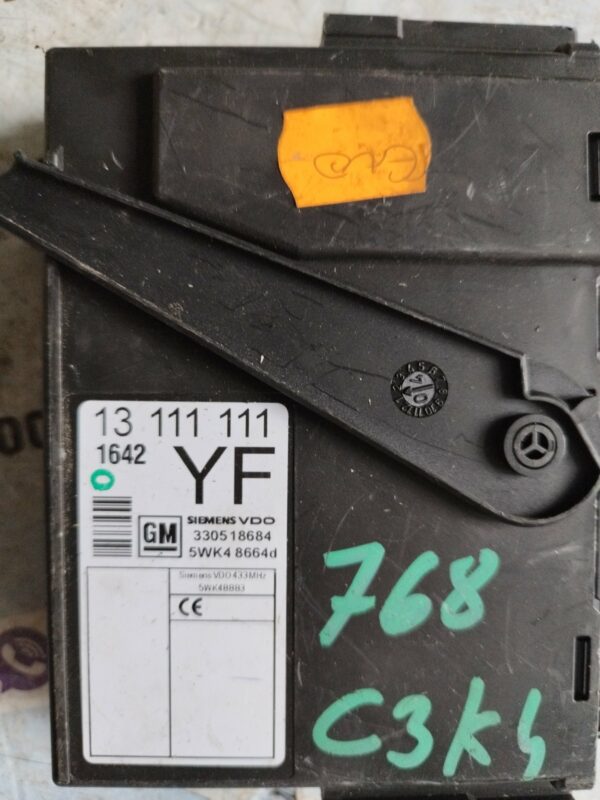 13 111 111
1642
YF
GM
SIEMENS VDO
330518684
5WK4 8664d
Siemens VDO 433MHz
5WK48883
CE
768
C3K4